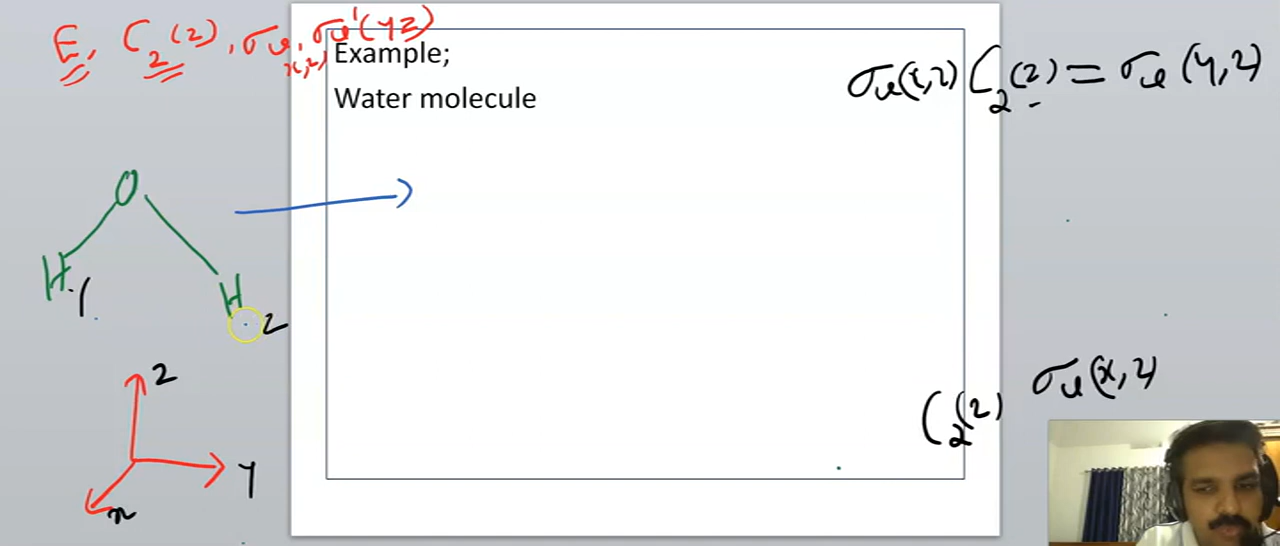 E, C₂(z), σv x,z, σv'(yz)
Example;
Water molecule
σv(x,z) C₂(z) = σv(y,z)
O
H 1
H 2
z
y
x
C₂(z) σv(x,z)